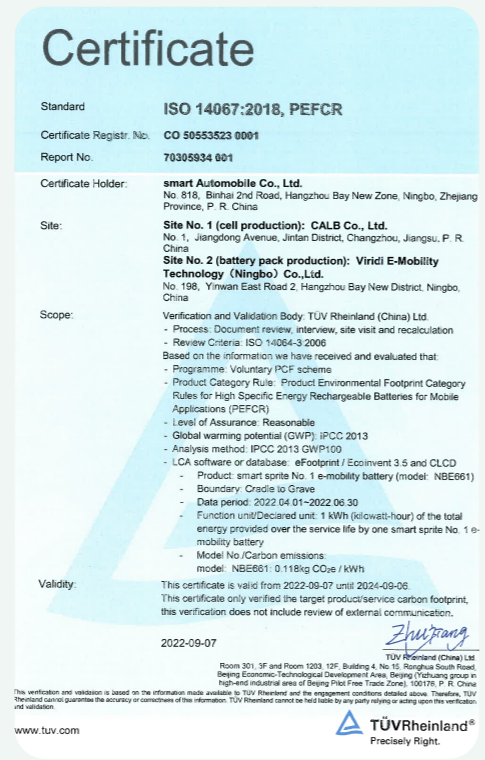 Certificate
Standard ISO 14067:2018, PEFCR
Certificate Registr. No. CO 50553523 0001
Report No. 70305934 001
Certificate Holder: smart Automobile Co., Ltd.
No. 818, Binhai 2nd Road, Hangzhou Bay New Zone, Ningbo, Zhejiang
Province, P. R. China
Site: Site No. 1 (cell production): CALB Co., Ltd.
No. 1, Jiangdong Avenue, Jintan District, Changzhou, Jiangsu, P. R.
China
Site No. 2 (battery pack production): Viridi E-Mobility
Technology（Ningbo）Co.,Ltd.
No. 198, Yinwan East Road 2, Hangzhou Bay New District, Ningbo,
China
Scope: Verification and Validation Body: TÜV Rheinland (China) Ltd.
- Process: Document review, interview, site visit and recalculation
- Review Criteria: ISO 14064-3:2006
Based on the information we have received and evaluated that:
- Programme: Voluntary PCF scheme
- Product Category Rule: Product Environmental Footprint Category
Rules for High Specific Energy Rechargeable Batteries for Mobile
Applications (PEFCR)
- Level of Assurance: Reasonable
- Global warming potential (GWP): IPCC 2013
- Analysis method: IPCC 2013 GWP100
- LCA software or database: eFootprint / Ecoinvent 3.5 and CLCD
- Product: smart sprite No. 1 e-mobility battery (model: NBE661)
- Boundary: Cradle to Grave
- Data period: 2022.04.01~2022.06.30
- Function unit/Declared unit: 1 kWh (kilowatt-hour) of the total
energy provided over the service life by one smart sprite No. 1 e-
mobility battery
- Model No./Carbon emissions:
model: NBE661: 0.118kg CO₂e / kWh
Validity: This certificate is valid from 2022-09-07 until 2024-09-06.
This certificate only verified the target product/service carbon footprint,
this verification does not include review of external communication.
2022-09-07
TÜV Rheinland (China) Ltd.
Room 301, 3F and Room 1203, 12F, Building 4, No. 15, Ronghua South Road,
Beijing Economic-Technological Development Area, Beijing (Yizhuang group in
high-end industrial area of Beijing Pilot Free Trade Zone), 100176, P. R. China
This verification and validation is based on the information made available to TÜV Rheinland and the engagement conditions detailed above. Therefore, TÜV
Rheinland cannot guarantee the accuracy or correctness of this information. TÜV Rheinland cannot be held liable by any party relying or acting upon this verification
and validation.
www.tuv.com
TÜVRheinland®
Precisely Right.